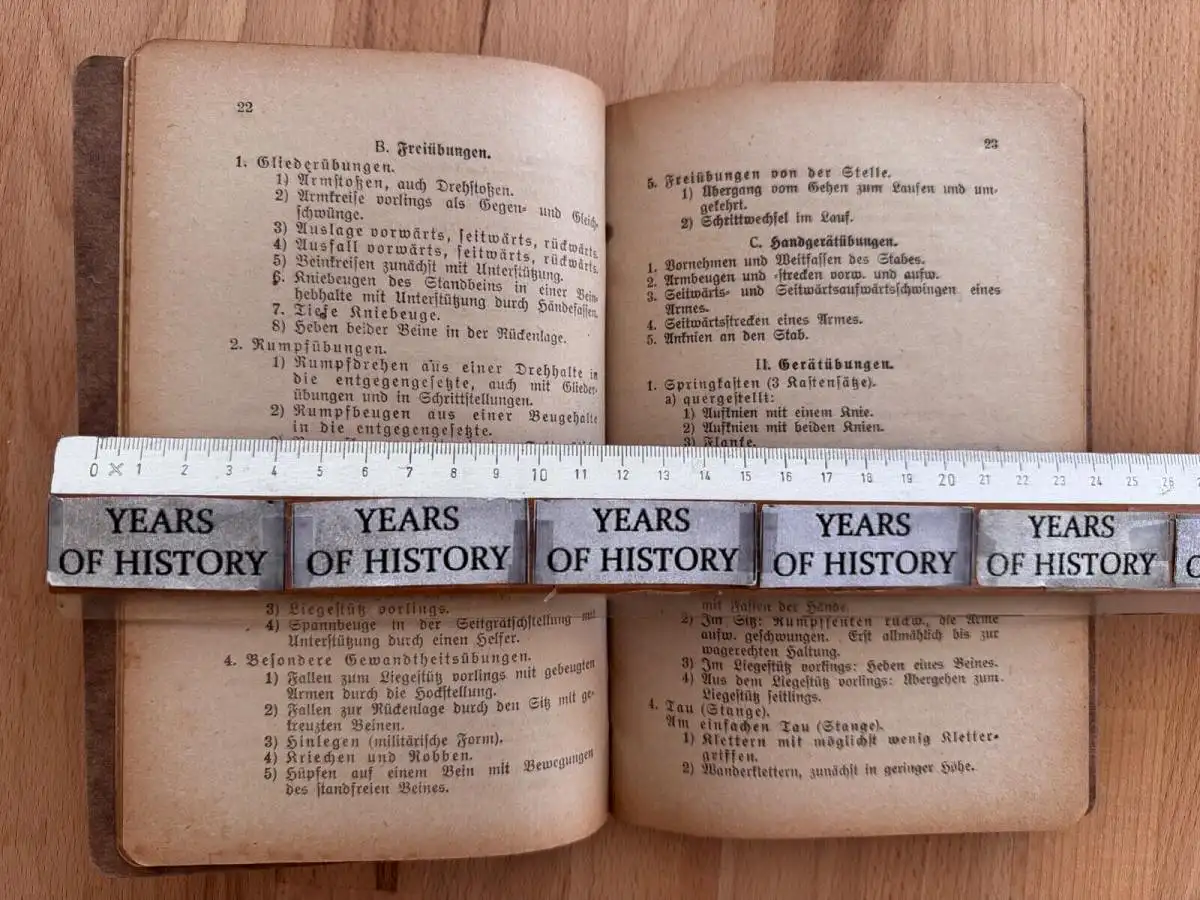 22
B. Freiübungen.
1. Gliederübungen.
1) Armstoßen, auch Drehstoßen.
2) Armkreise vorlings als Gegen- und Gleich-
schwünge.
3) Auslage vorwärts, seitwärts, rückwärts.
4) Ausfall vorwärts, seitwärts, rückwärts.
5) Beinkreisen zunächst mit Unterstützung.
6. Kniebeugen des Standbeins in einer Bein-
hebhalte mit Unterstützung durch Händefassen.
7. Tiefe Kniebeuge.
8) Heben beider Beine in der Rückenlage.
2. Rumpfübungen.
1) Rumpfdrehen aus einer Drehhalte in
die entgegengesetzte, auch mit Glieder-
übungen und in Schrittstellungen.
2) Rumpfbeugen aus einer Beugehalte
in die entgegengesetzte.
3) Liegestütz vorlings.
4) Spannbeuge in der Seitgrätschstellung mit
Unterstützung durch einen Helfer.
4. Besondere Gewandtheitsübungen.
1) Fallen zum Liegestütz vorlings mit gebeugten
Armen durch die Hockstellung.
2) Fallen zur Rückenlage durch den Sitz mit ge-
kreuzten Beinen.
3) Hinlegen (militärische Form).
4) Kriechen und Robben.
5) Hüpfen auf einem Bein mit Bewegungen
des standfreien Beines.
23
5. Freiübungen von der Stelle.
1) Übergang vom Gehen zum Laufen und um-
gekehrt.
2) Schrittwechsel im Lauf.
C. Handgerätübungen.
1. Vornehmen und Weitfassen des Stabes.
2. Armbeugen und -strecken vorw. und aufw.
3. Seitwärts- und Seitwärtsaufwärtsschwingen eines
Armes.
4. Seitwärtsstrecken eines Armes.
5. Anknien an den Stab.
II. Gerätübungen.
1. Springkasten (3 Kastensätze).
a) quergestellt:
1) Aufknien mit einem Knie.
2) Aufknien mit beiden Knien.
3) Flanke.
mit Fassen der Hände.
2) Im Sitz: Rumpfsenken rückw., die Arme
aufw. geschwungen. Erst allmählich bis zur
wagerechten Haltung.
3) Im Liegestütz vorlings: Heben eines Beines.
4) Aus dem Liegestütz vorlings: Übergehen zum
Liegestütz seitlings.
4. Tau (Stange).
Am einfachen Tau (Stange).
1) Klettern mit möglichst wenig Kletter-
griffen.
2) Wanderklettern, zunächst in geringer Höhe.
0 1 2 3 4 5 6 7 8 9 10 11 12 13 14 15 16 17 18 19 20 21 22 23 24 25 26
YEARS OF HISTORY
YEARS OF HISTORY
YEARS OF HISTORY
YEARS OF HISTORY
YEARS OF HISTORY